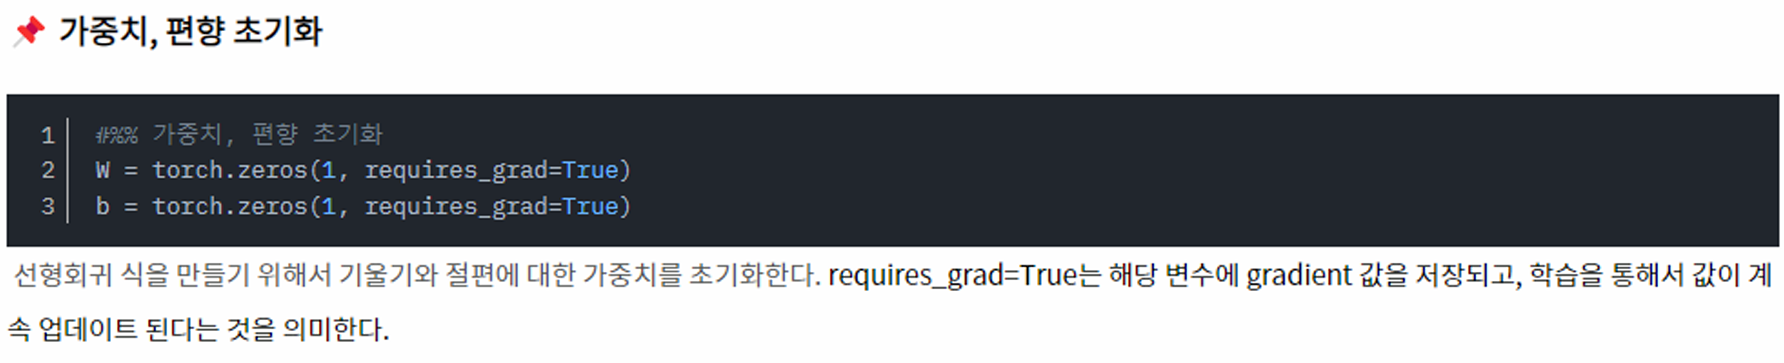 📌 가중치, 편향 초기화
1 #%% 가중치, 편향 초기화
2 W = torch.zeros(1, requires_grad=True)
3 b = torch.zeros(1, requires_grad=True)
선형회귀 식을 만들기 위해서 기울기와 절편에 대한 가중치를 초기화한다. requires_grad=True는 해당 변수에 gradient 값을 저장되고, 학습을 통해서 값이 계
속 업데이트 된다는 것을 의미한다.